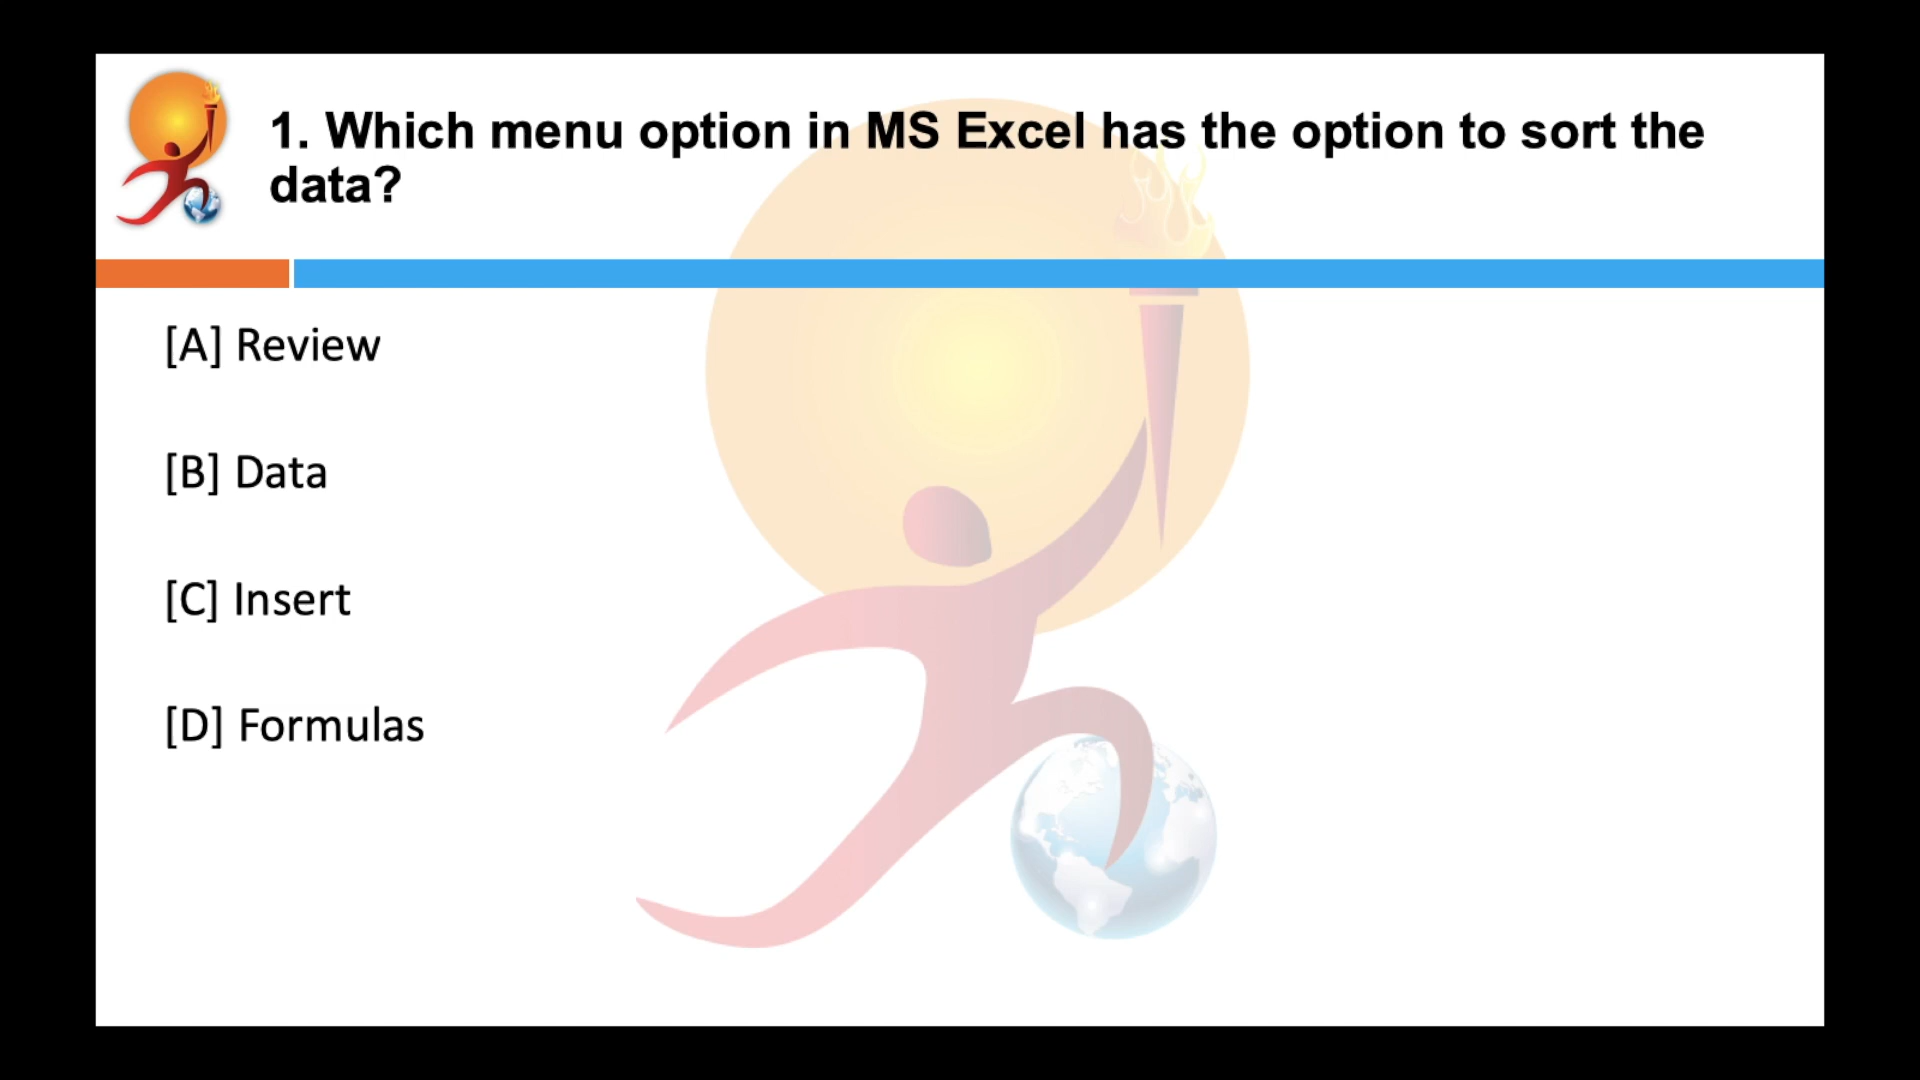 1. Which menu option in MS Excel has the option to sort the
data?
[A] Review
[B] Data
[C] Insert
[D] Formulas